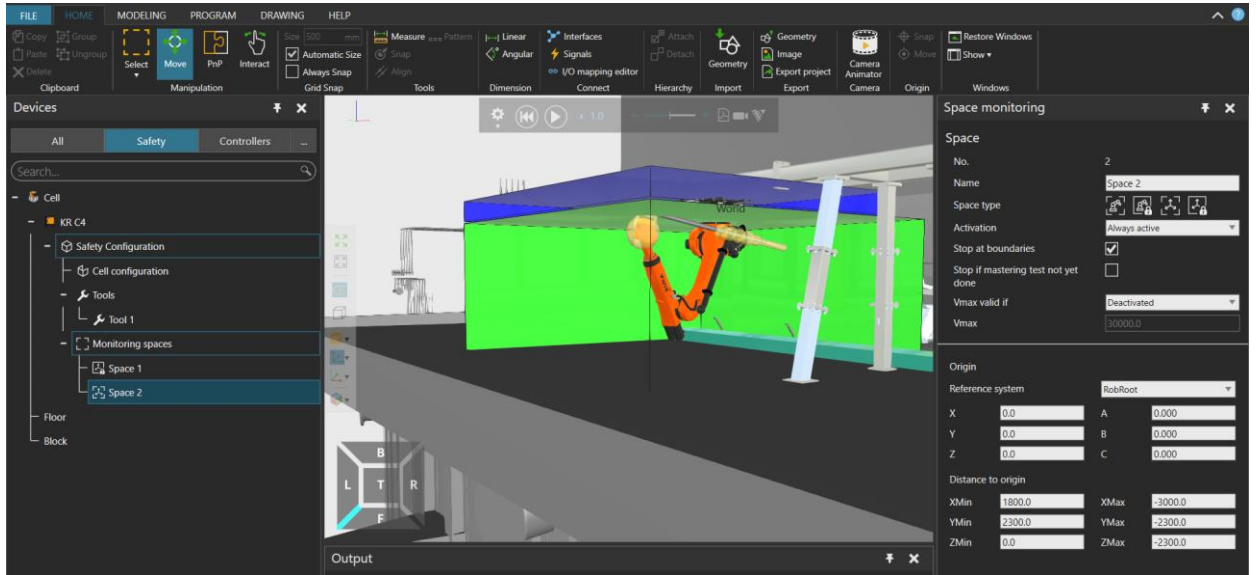 FILE HOME MODELING PROGRAM DRAWING HELP
Copy Group
Paste Ungroup
Delete
Clipboard
Select Move PnP Interact
Manipulation
Size 500 mm
Automatic Size
Always Snap
Grid Snap
Measure Pattern
Snap
Align
Tools
Linear
Angular
Dimension
Interfaces
Signals
I/O mapping editor
Connect
Attach
Detach
Hierarchy
Geometry
Import
Geometry
Image
Export project
Export
Camera Animator
Camera
Snap
Move
Origin
Restore Windows
Show
Windows
Devices
All Safety Controllers ...
Search...
Cell
KR C4
Safety Configuration
Cell configuration
Tools
Tool 1
Monitoring spaces
Space 1
Space 2
Floor
Block
1.0
World
B
L T R
F
Output
Space monitoring
Space
No. 2
Name Space 2
Space type
Activation Always active
Stop at boundaries
Stop if mastering test not yet
done
Vmax valid if Deactivated
Vmax 30000.0
Origin
Reference system RobRoot
X 0.0 A 0.000
Y 0.0 B 0.000
Z 0.0 C 0.000
Distance to origin
XMin 1800.0 XMax -3000.0
YMin 2300.0 YMax -2300.0
ZMin 0.0 ZMax -2300.0